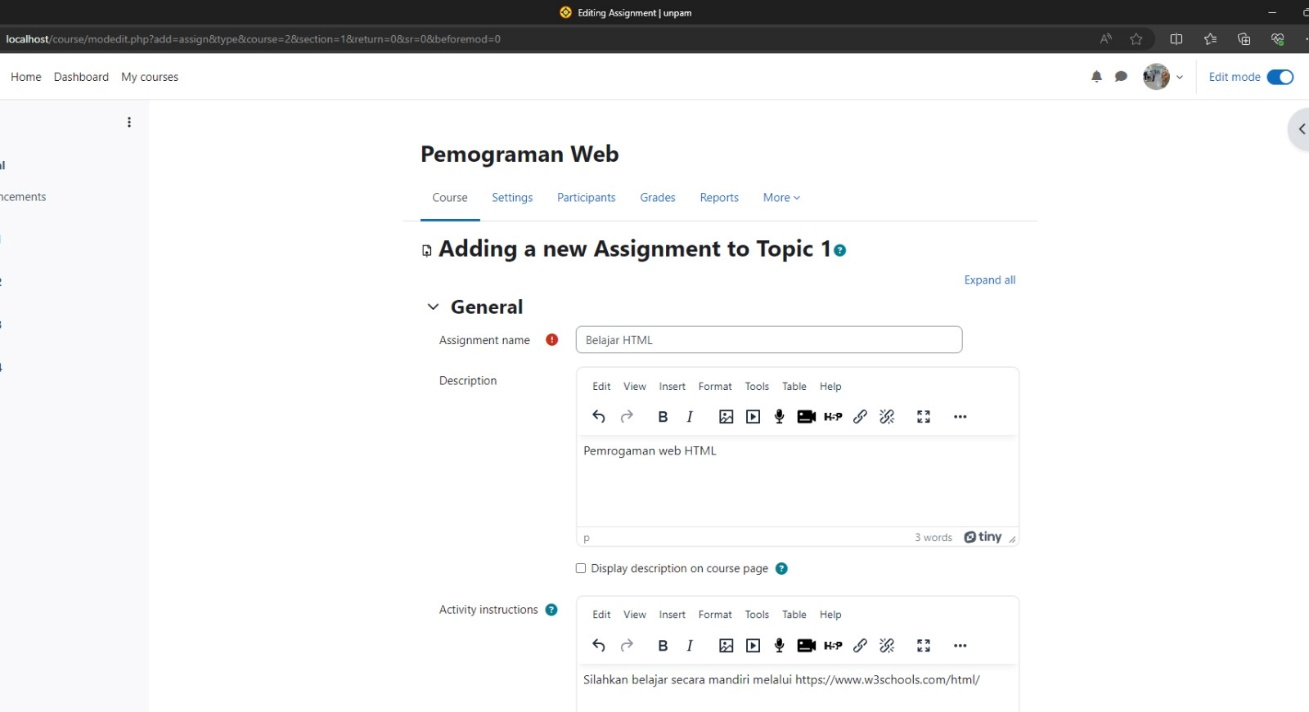 Editing Assignment | unpam
localhost/course/modedit.php?add=assign&type&course=2&section=1&return=0&sr=0&beforemod=0
Home Dashboard My courses
Edit mode
ncements
Pemograman Web
Course Settings Participants Grades Reports More
Adding a new Assignment to Topic 1
Expand all
General
Assignment name
Belajar HTML
Description
Edit View Insert Format Tools Table Help
B I H-P
Pemrogaman web HTML
p
3 words tiny
Display description on course page
Activity instructions
Edit View Insert Format Tools Table Help
B I H-P
Silahkan belajar secara mandiri melalui https://www.w3schools.com/html/